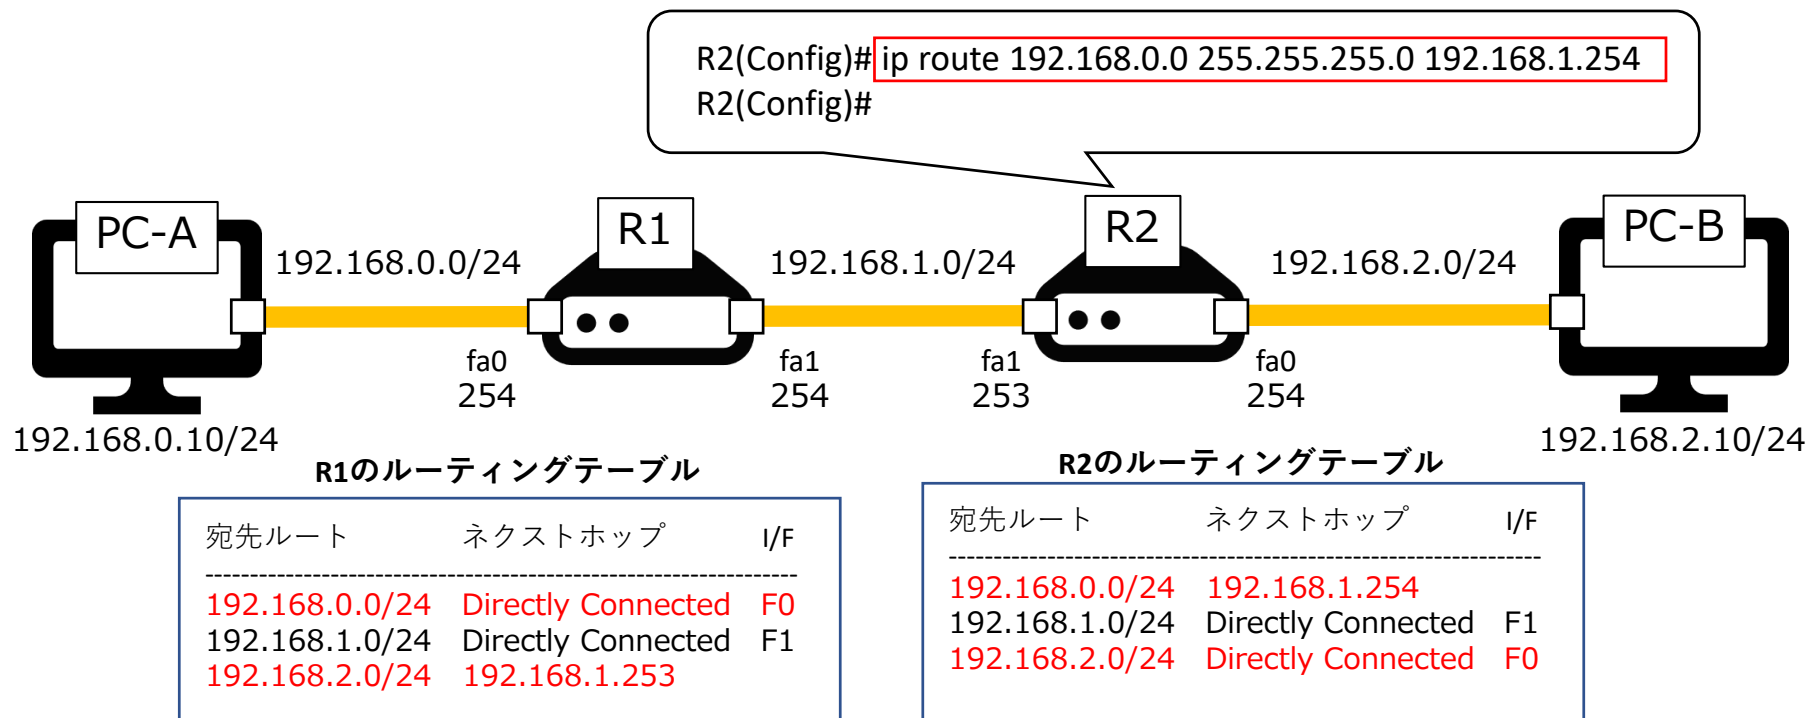 R2(Config)# ip route 192.168.0.0 255.255.255.0 192.168.1.254
R2(Config)#
PC-A
R1
R2
PC-B
192.168.0.0/24
192.168.1.0/24
192.168.2.0/24
fa0
254
fa1
254
fa1
253
fa0
254
192.168.0.10/24
192.168.2.10/24
R1のルーティングテーブル
宛先ルート ネクストホップ I/F
------------------------------------------------------------------
192.168.0.0/24 Directly Connected F0
192.168.1.0/24 Directly Connected F1
192.168.2.0/24 192.168.1.253
R2のルーティングテーブル
宛先ルート ネクストホップ I/F
------------------------------------------------------------------
192.168.0.0/24 192.168.1.254
192.168.1.0/24 Directly Connected F1
192.168.2.0/24 Directly Connected F0